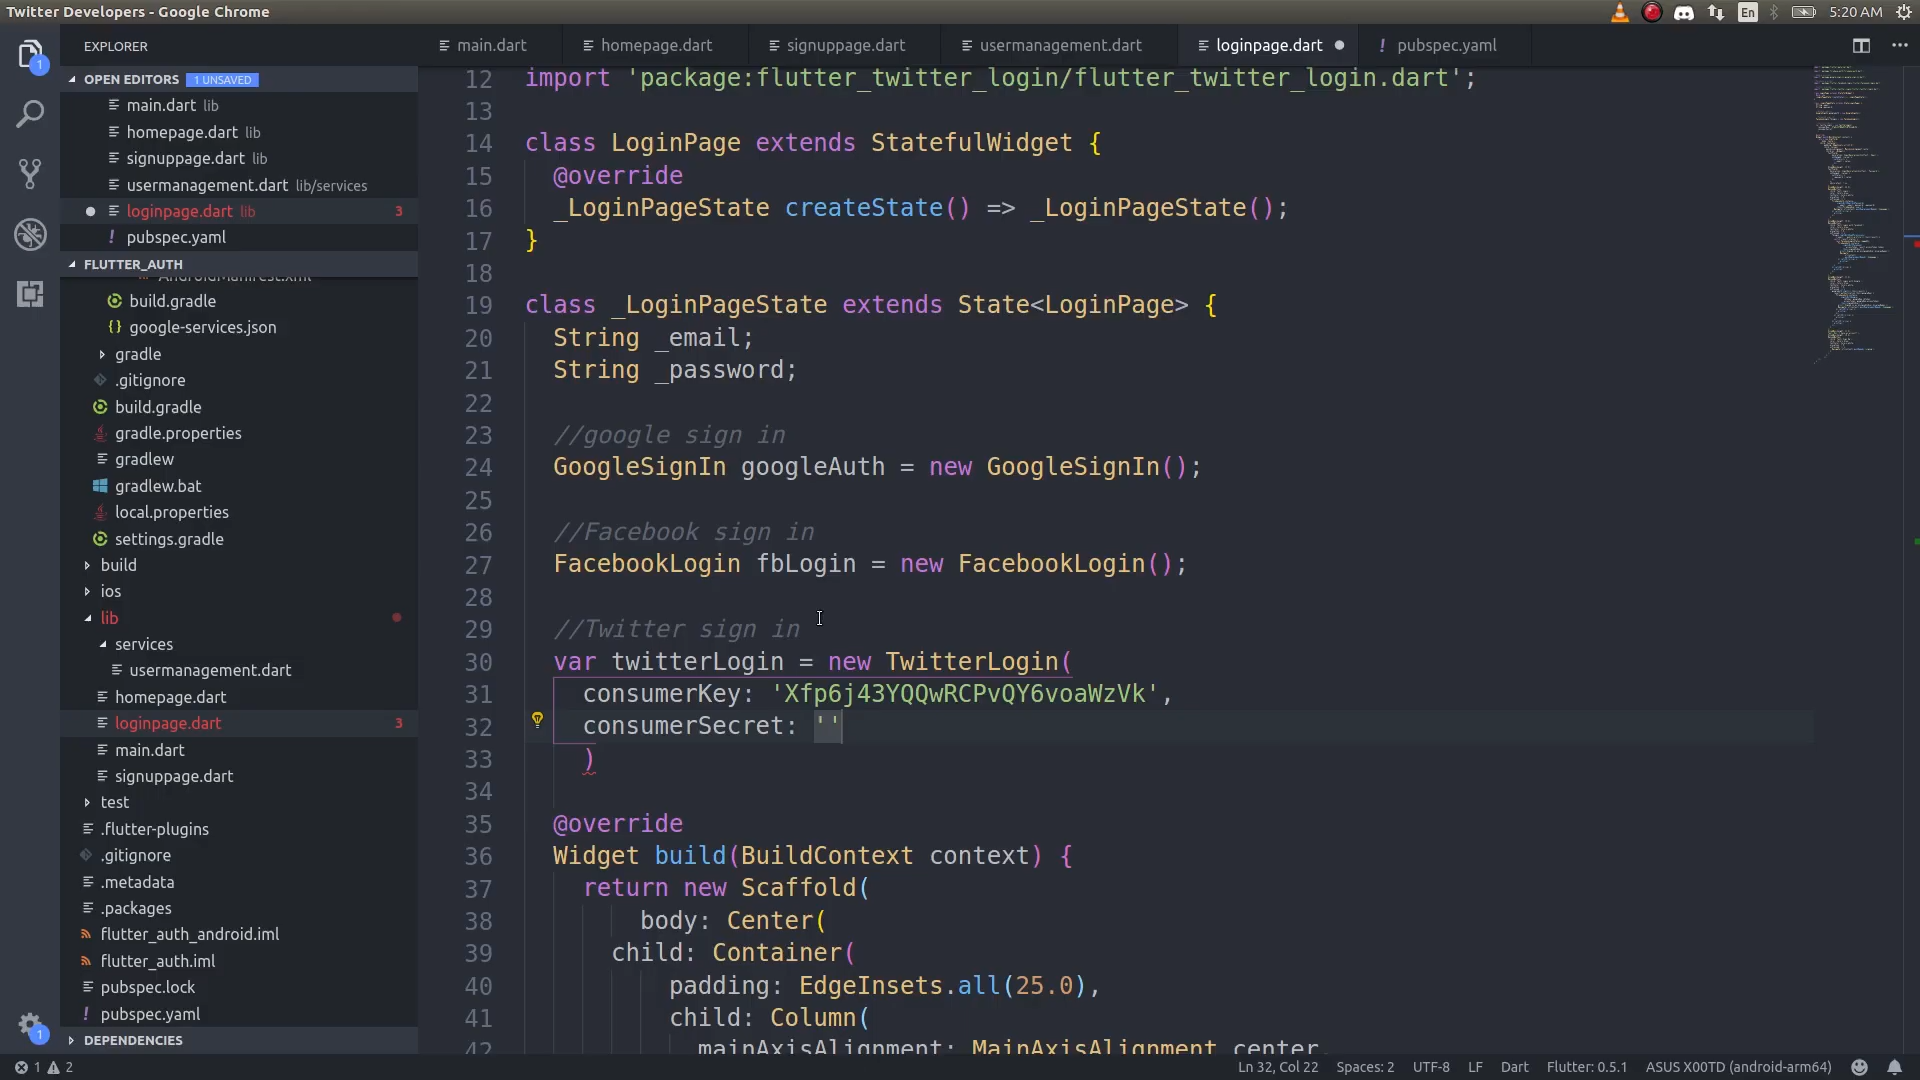 Twitter Developers - Google Chrome
En
5:20 AM
EXPLORER
main.dart
homepage.dart
signuppage.dart
usermanagement.dart
loginpage.dart
! pubspec.yaml
1
OPEN EDITORS 1 UNSAVED
main.dart lib
homepage.dart lib
signuppage.dart lib
usermanagement.dart lib/services
loginpage.dart lib 3
! pubspec.yaml
FLUTTER_AUTH
AndroidManifest.xml
build.gradle
{} google-services.json
gradle
.gitignore
build.gradle
gradle.properties
gradlew
gradlew.bat
local.properties
settings.gradle
build
ios
lib
services
usermanagement.dart
homepage.dart
loginpage.dart 3
main.dart
signuppage.dart
test
.flutter-plugins
.gitignore
.metadata
.packages
flutter_auth_android.iml
flutter_auth.iml
pubspec.lock
! pubspec.yaml
DEPENDENCIES
1
12 import 'package:flutter_twitter_login/flutter_twitter_login.dart';
13
14 class LoginPage extends StatefulWidget {
15 @override
16 _LoginPageState createState() => _LoginPageState();
17 }
18
19 class _LoginPageState extends State<LoginPage> {
20 String _email;
21 String _password;
22
23 //google sign in
24 GoogleSignIn googleAuth = new GoogleSignIn();
25
26 //Facebook sign in
27 FacebookLogin fbLogin = new FacebookLogin();
28
29 //Twitter sign in
30 var twitterLogin = new TwitterLogin(
31 consumerKey: 'Xfp6j43YQQwRCPvQY6voaWzVk',
32 consumerSecret: ''
33 )
34
35 @override
36 Widget build(BuildContext context) {
37 return new Scaffold(
38 body: Center(
39 child: Container(
40 padding: EdgeInsets.all(25.0),
41 child: Column(
42 mainAxisAlignment: MainAxisAlignment.center,
1 2
Ln 32, Col 22 Spaces: 2 UTF-8 LF Dart Flutter: 0.5.1 ASUS X00TD (android-arm64)